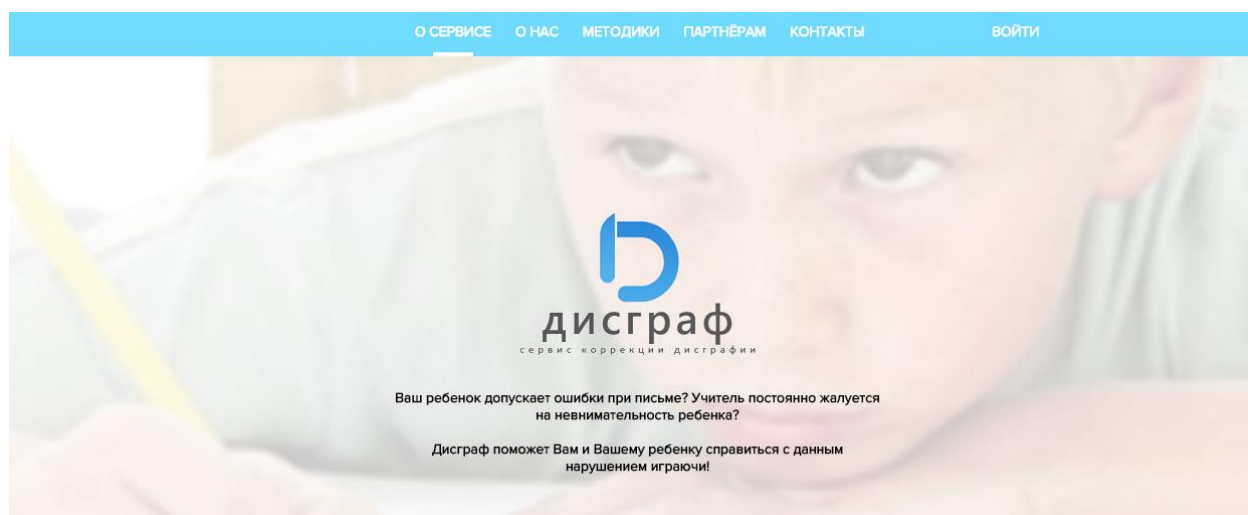 О СЕРВИСЕ О НАС МЕТОДИКИ ПАРТНЁРАМ КОНТАКТЫ ВОЙТИ
дисграф
сервис коррекции дисграфии
Ваш ребенок допускает ошибки при письме? Учитель постоянно жалуется
на невнимательность ребенка?
Дисграф поможет Вам и Вашему ребенку справиться с данным
нарушением играючи!